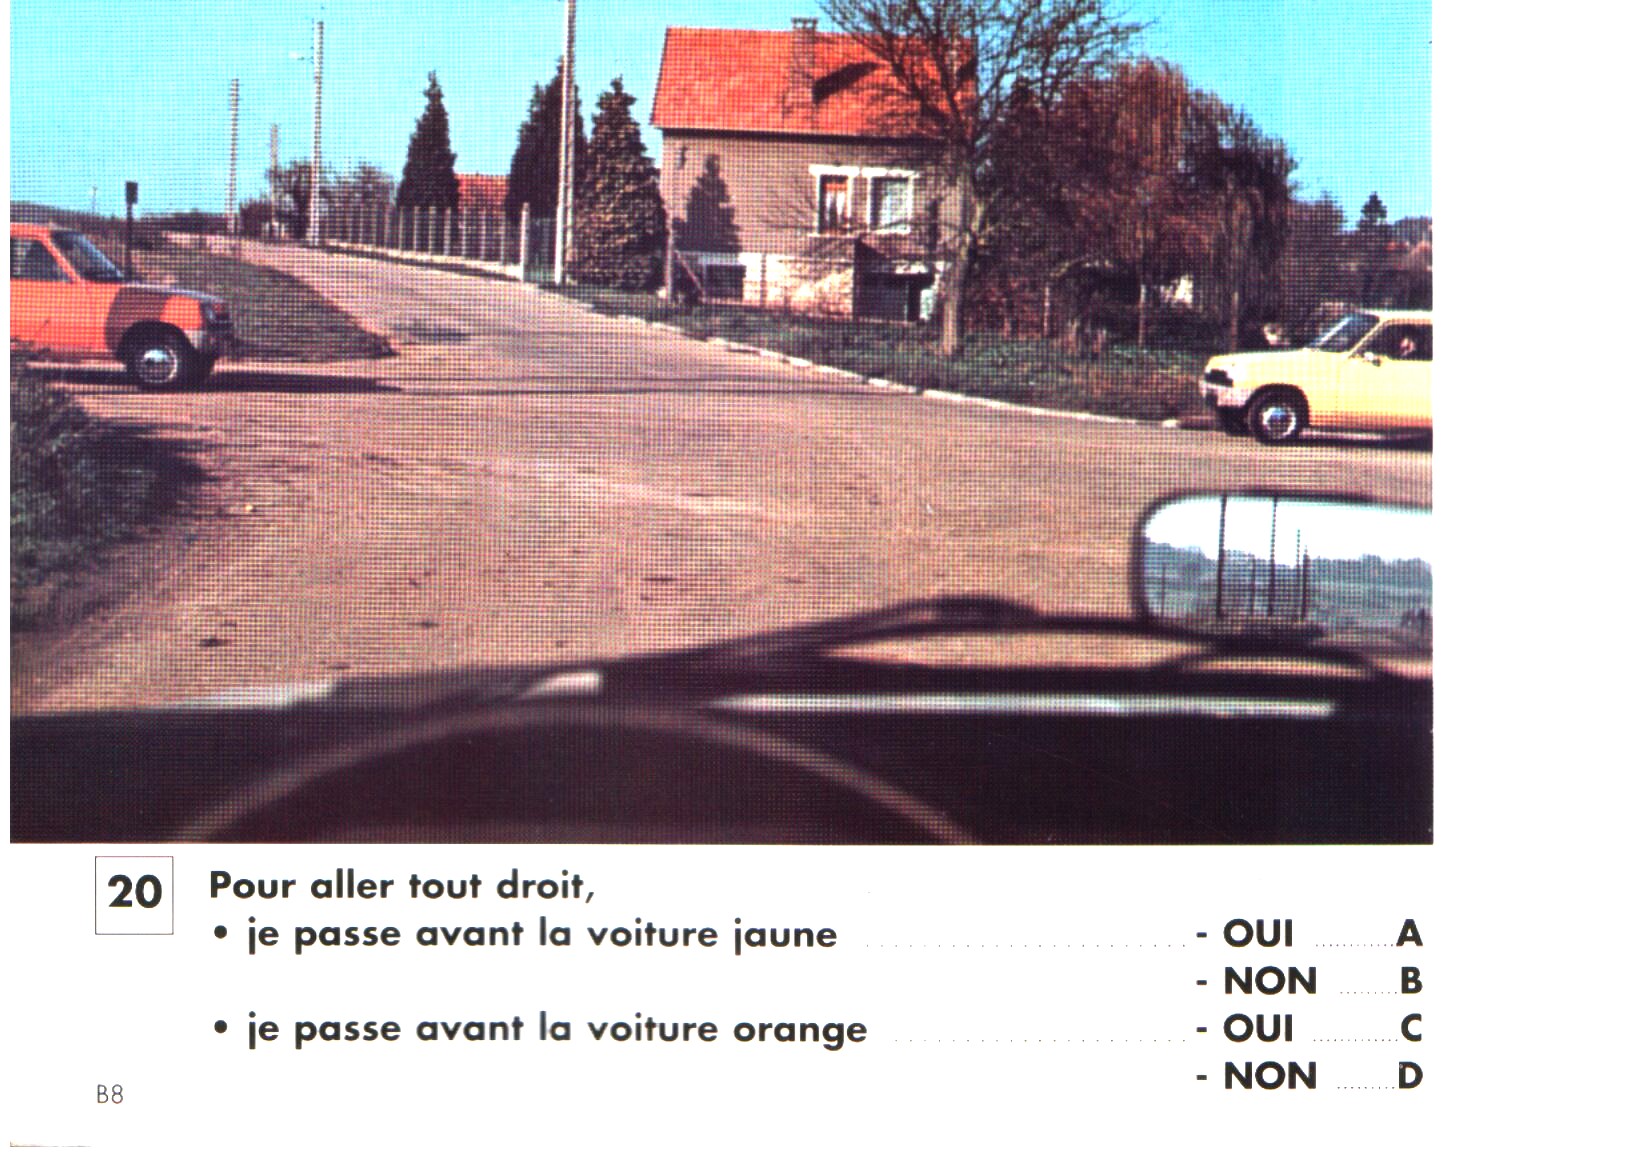 20 Pour aller tout droit,
• je passe avant la voiture jaune - OUI A
- NON B
• je passe avant la voiture orange - OUI C
- NON D
B8